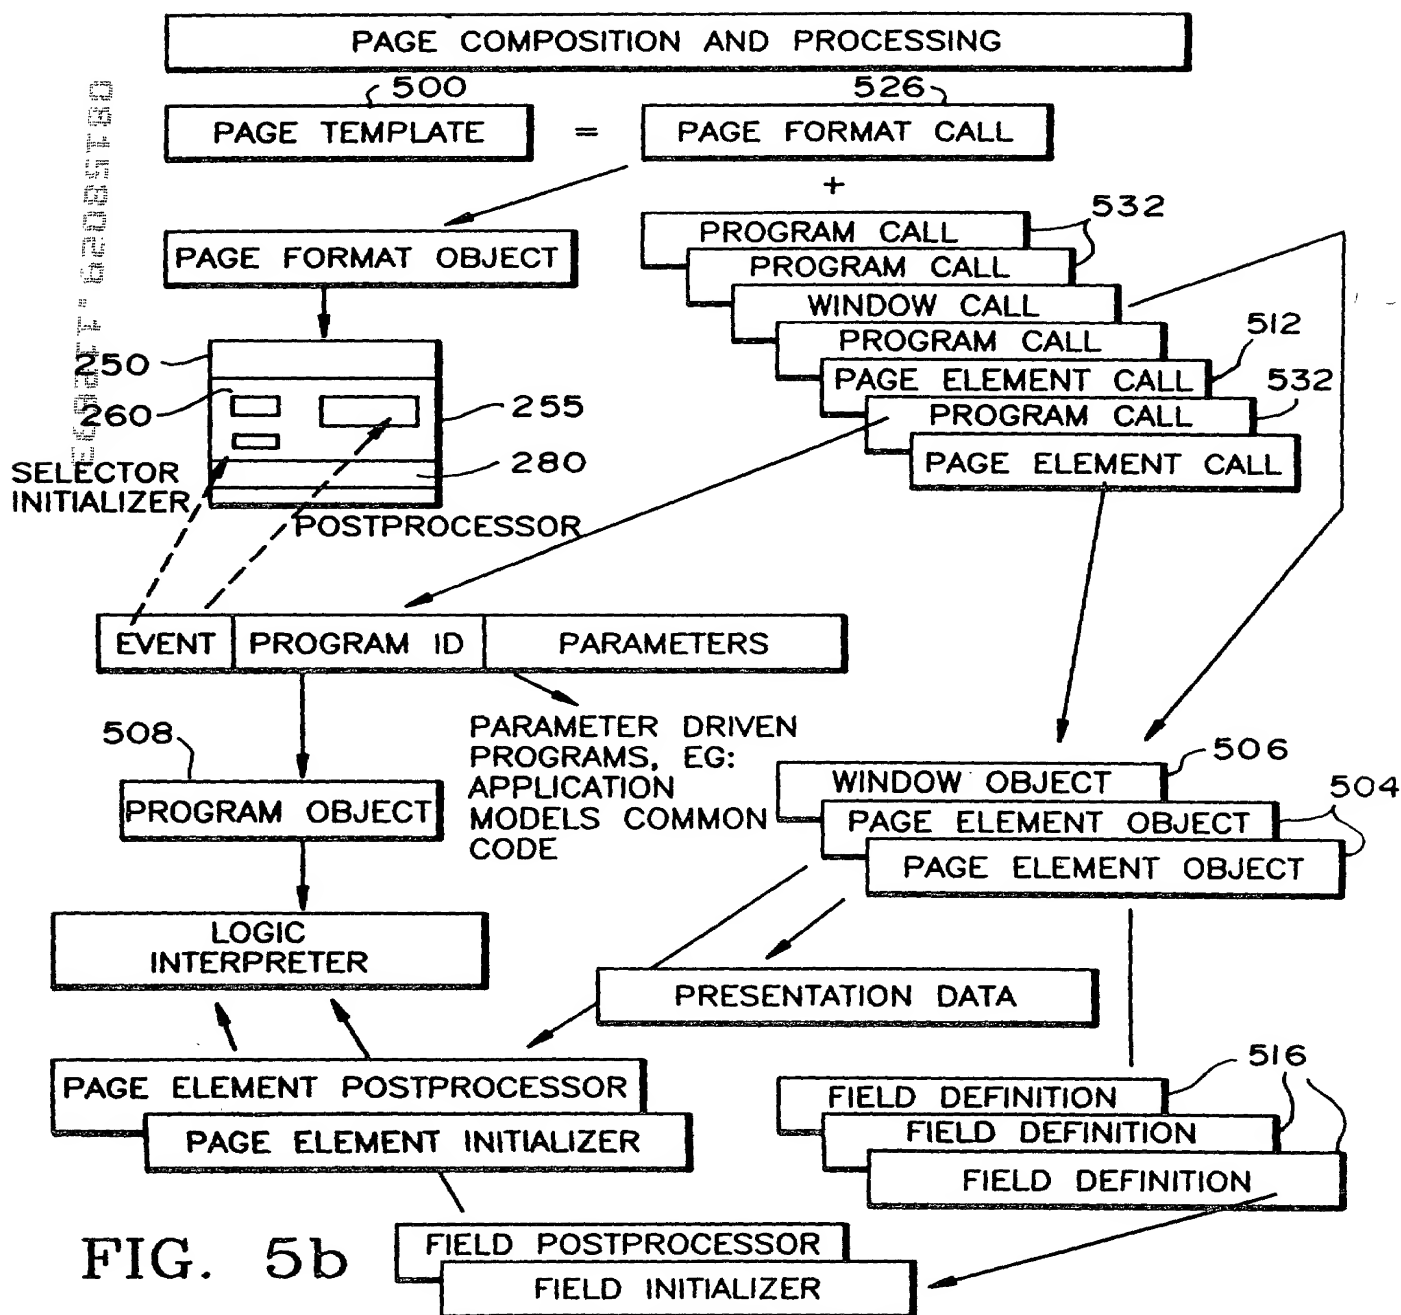 PAGE COMPOSITION AND PROCESSING
500
526
PAGE TEMPLATE = PAGE FORMAT CALL
+
532
PROGRAM CALL
PROGRAM CALL
WINDOW CALL
PROGRAM CALL
512
PAGE ELEMENT CALL
532
PROGRAM CALL
PAGE ELEMENT CALL
PAGE FORMAT OBJECT
250
260
255
280
SELECTOR
INITIALIZER
POSTPROCESSOR
EVENT PROGRAM ID PARAMETERS
508
PROGRAM OBJECT
PARAMETER DRIVEN
PROGRAMS, EG:
APPLICATION
MODELS COMMON
CODE
506
WINDOW OBJECT
504
PAGE ELEMENT OBJECT
PAGE ELEMENT OBJECT
LOGIC
INTERPRETER
PRESENTATION DATA
PAGE ELEMENT POSTPROCESSOR
PAGE ELEMENT INITIALIZER
516
FIELD DEFINITION
FIELD DEFINITION
FIELD DEFINITION
FIELD POSTPROCESSOR
FIELD INITIALIZER
FIG. 5b